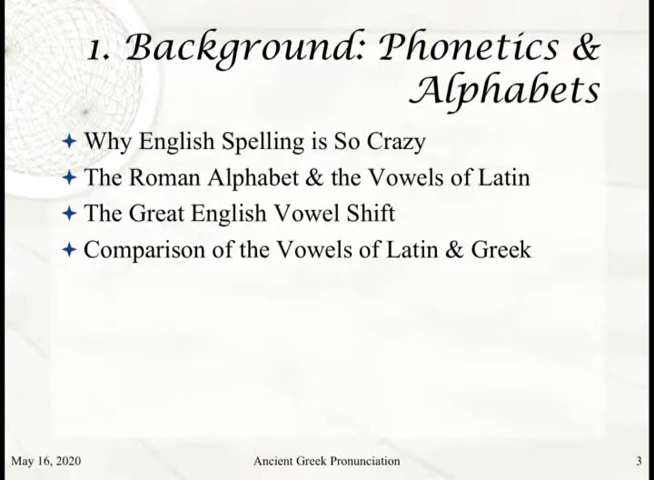 1. Background: Phonetics &
Alphabets
Why English Spelling is So Crazy
The Roman Alphabet & the Vowels of Latin
The Great English Vowel Shift
Comparison of the Vowels of Latin & Greek
May 16, 2020
Ancient Greek Pronunciation
3